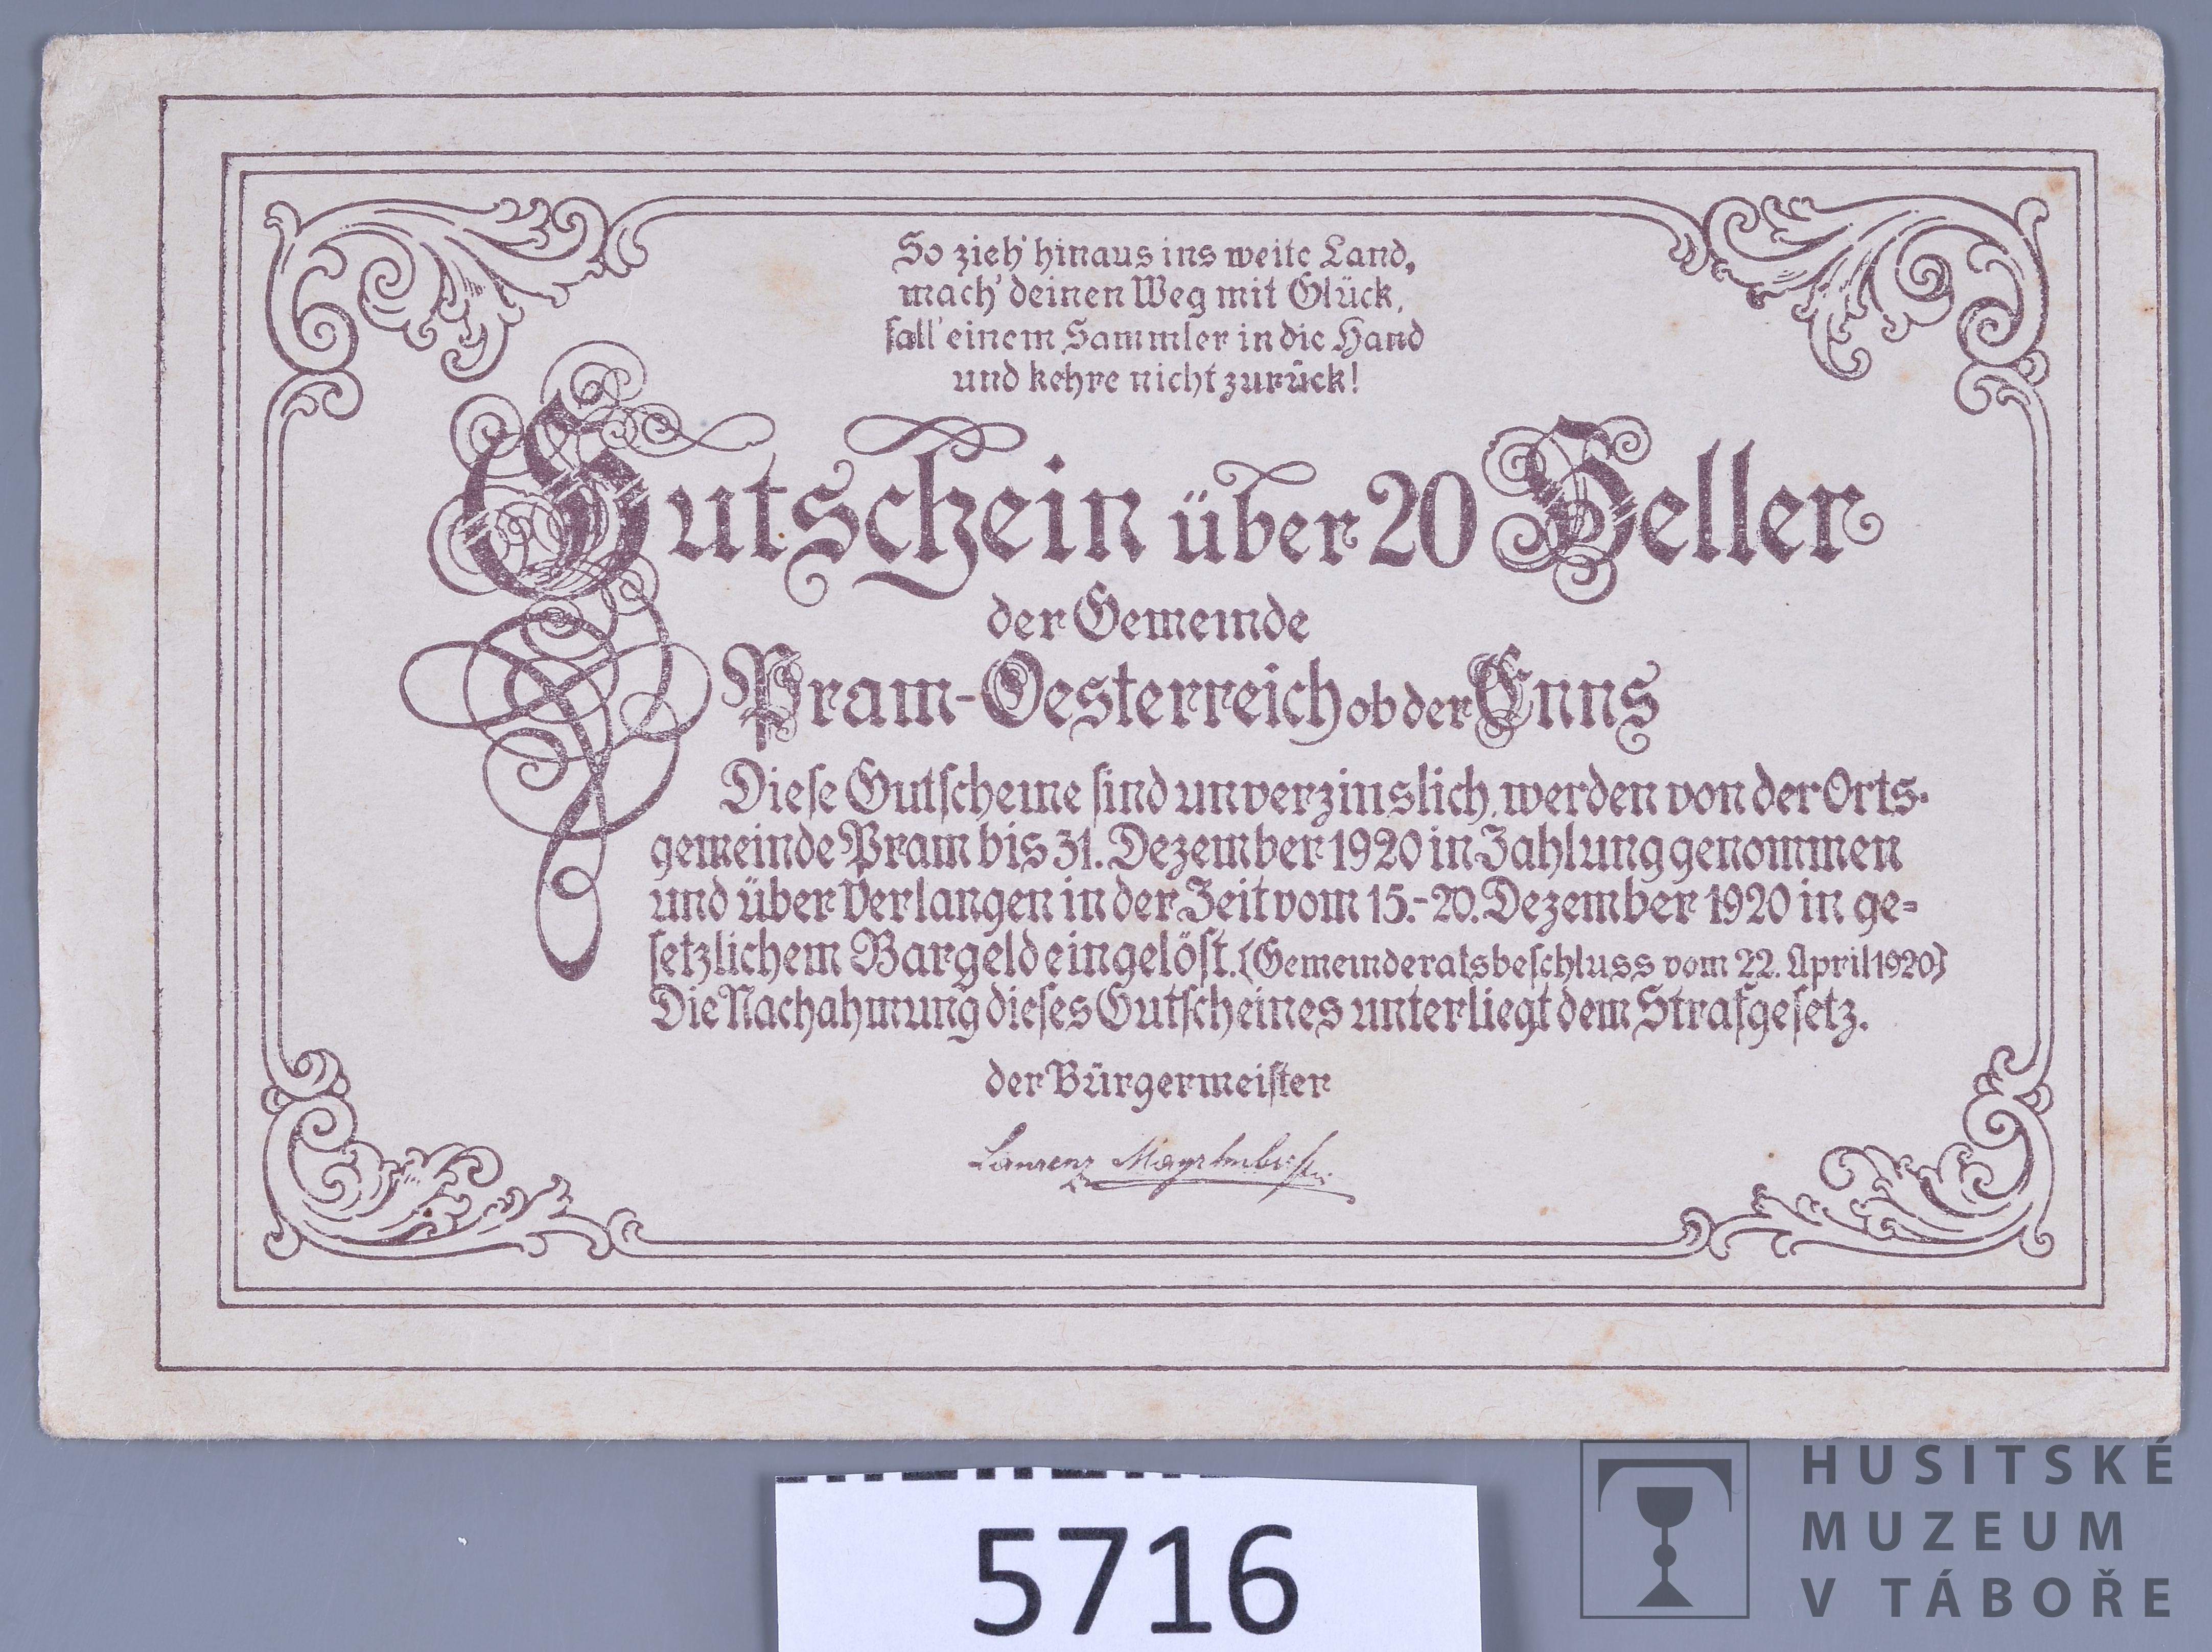 So zieh' hinaus ins weite Land,
mach' deinen Weg mit Glück,
fall' einem Sammler in die Hand
und kehre nicht zurück!
Gutschein über 20 Heller
der Gemeinde
Pram-Oesterreich ob der Enns
Diese Gutscheine sind unverzinslich, werden von der Orts-
gemeinde Pram bis 31. Dezember 1920 in Zahlung genommen
und über Verlangen in der Zeit vom 15.-20. Dezember 1920 in ge-
setzlichem Bargeld eingelöst. (Gemeinderatsbeschluss vom 22. April 1920)
Die Nachahmung dieses Gutscheines unterliegt dem Strafgesetz.
der Bürgermeister
Laurenz
5716
HUSITSKÉ
MUZEUM
V TÁBOŘE